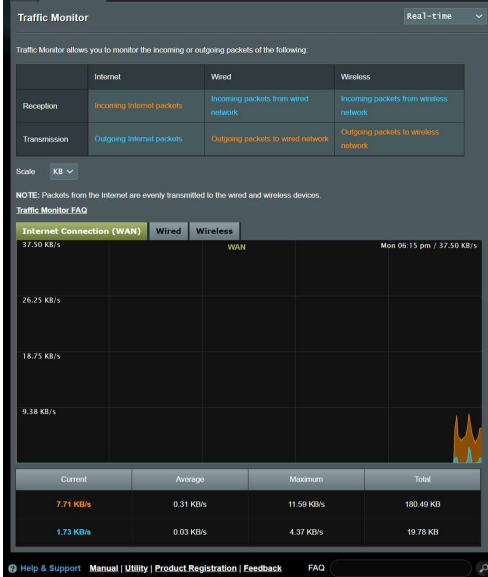 Traffic Monitor
Real-time
Traffic Monitor allows you to monitor the incoming or outgoing packets of the following:
Internet Wired Wireless
Reception Incoming Internet packets Incoming packets from wired network Incoming packets from wireless network
Transmission Outgoing Internet packets Outgoing packets to wired network Outgoing packets to wireless network
Scale KB
NOTE: Packets from the Internet are evenly transmitted to the wired and wireless devices.
Traffic Monitor FAQ
Internet Connection (WAN) Wired Wireless
37.50 KB/s WAN Mon 06:15 pm / 37.50 KB/s
26.25 KB/s
18.75 KB/s
9.38 KB/s
Current Average Maximum Total
7.71 KB/s 0.31 KB/s 11.59 KB/s 180.49 KB
1.73 KB/s 0.03 KB/s 4.37 KB/s 19.78 KB
Help & Support Manual | Utility | Product Registration | Feedback FAQ